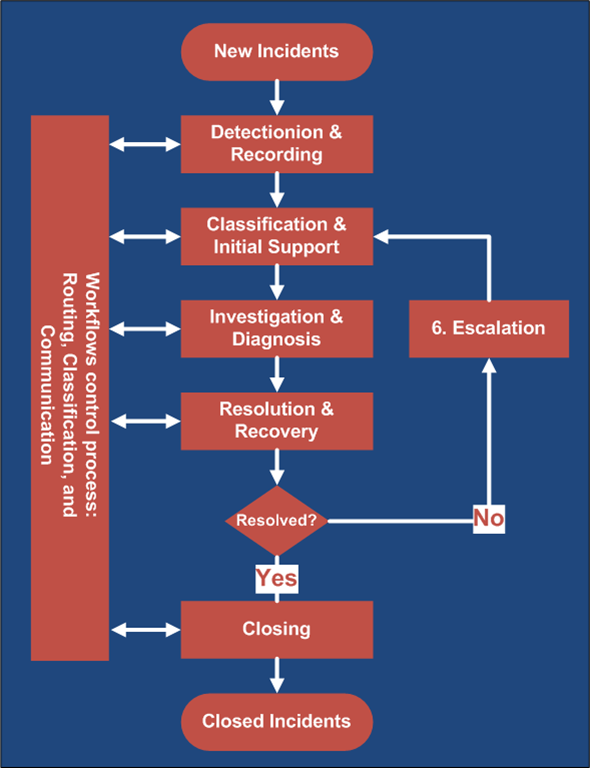 New Incidents
Detectionion &
Recording
Classification &
Initial Support
Investigation &
Diagnosis
6. Escalation
Resolution &
Recovery
Resolved?
No
Yes
Closing
Closed Incidents
Workflows control process:
Routing, Classification, and
Communication